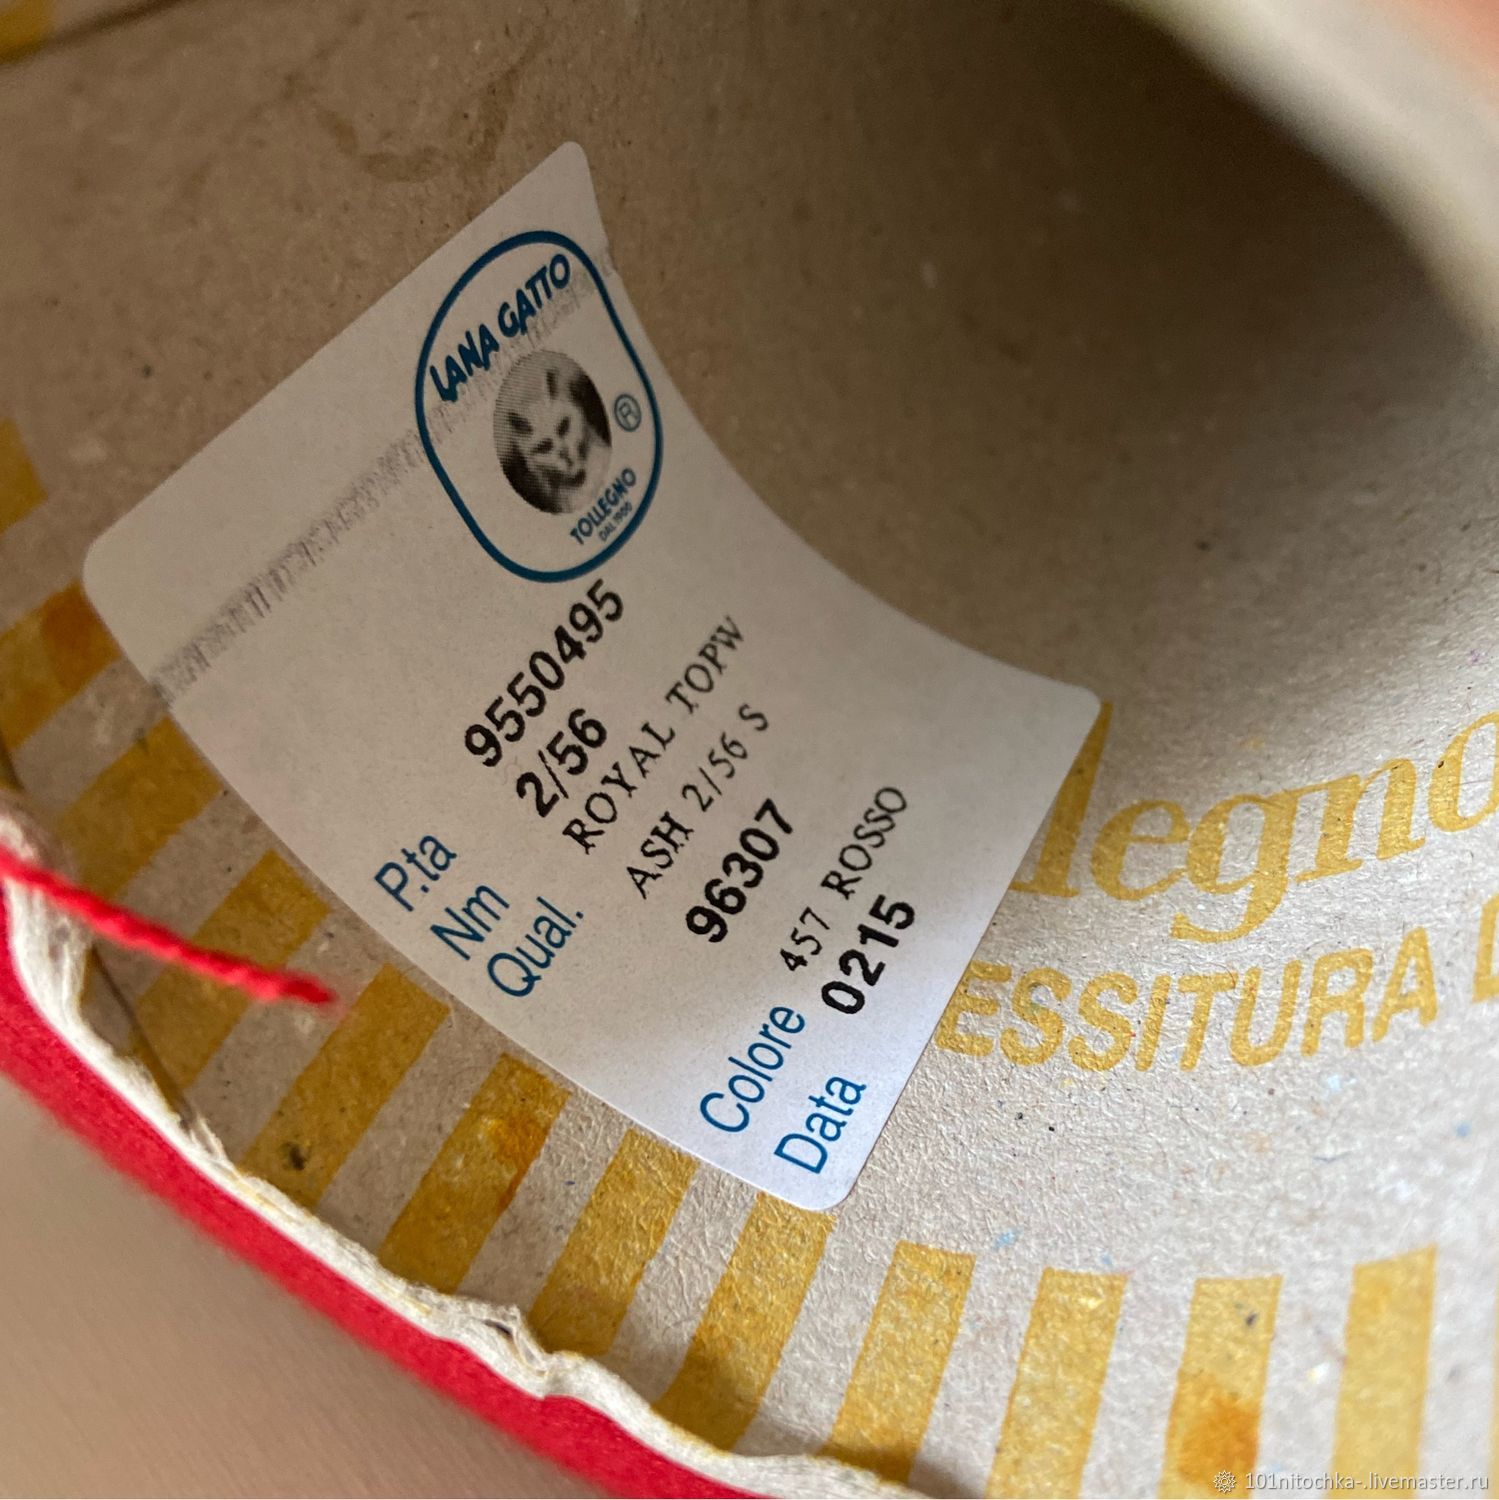 LANA GATTO
®
TOLLEGNO
DAL 1900
P.ta 9550495
Nm 2/56
Qual. ROYAL TOPW
ASH 2/56 S
96307
Colore 457 ROSSO
Data 0215
legno
ESSITURA
101nitochka-.livemaster.ru